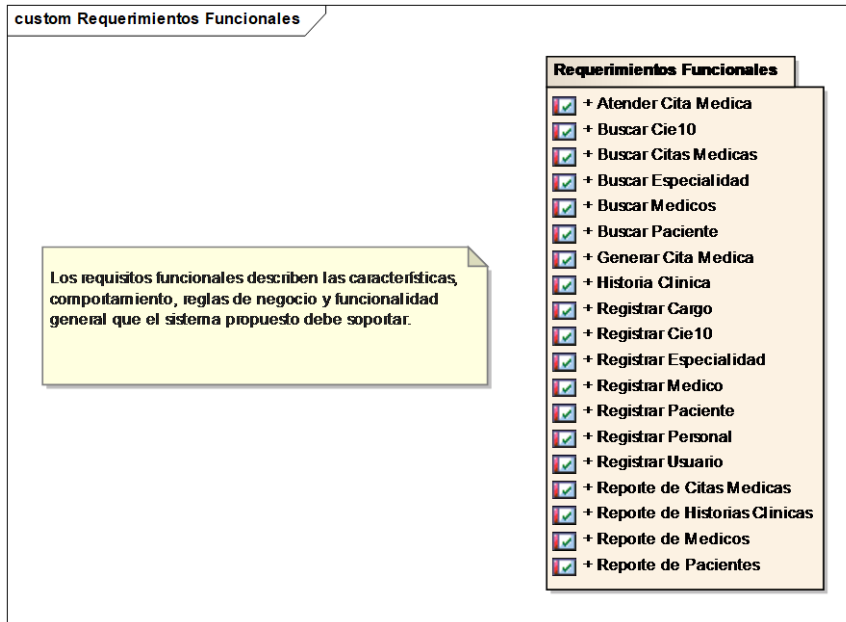 custom Requerimientos Funcionales
Los requisitos funcionales describen las características,
comportamiento, reglas de negocio y funcionalidad
general que el sistema propuesto debe soportar.
Requerimientos Funcionales
+ Atender Cita Medica
+ Buscar Cie10
+ Buscar Citas Medicas
+ Buscar Especialidad
+ Buscar Medicos
+ Buscar Paciente
+ Generar Cita Medica
+ Historia Clinica
+ Registrar Cargo
+ Registrar Cie10
+ Registrar Especialidad
+ Registrar Medico
+ Registrar Paciente
+ Registrar Personal
+ Registrar Usuario
+ Reporte de Citas Medicas
+ Reporte de Historias Clinicas
+ Reporte de Medicos
+ Reporte de Pacientes